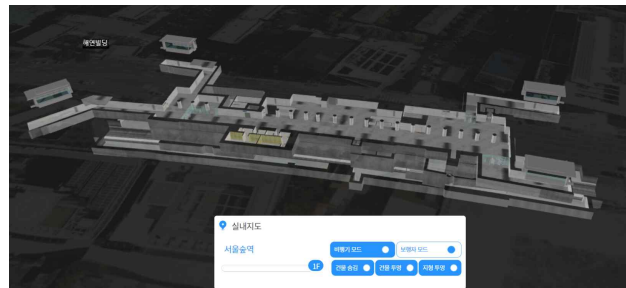 해연빌딩
실내지도
서울숲역
비행기 모드
보행자 모드
1F
건물 숨김
건물 투명
지형 투명